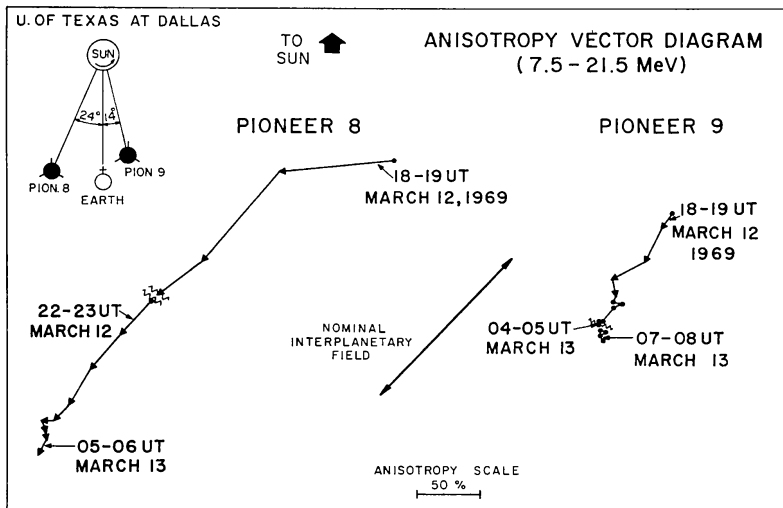 U. OF TEXAS AT DALLAS
SUN
24°
14°
PION. 8
PION 9
EARTH
TO
SUN
ANISOTROPY VECTOR DIAGRAM
(7.5-21.5 MeV)
PIONEER 8
18-19 UT
MARCH 12, 1969
22-23 UT
MARCH 12
05-06 UT
MARCH 13
NOMINAL
INTERPLANETARY
FIELD
PIONEER 9
18-19 UT
MARCH 12
1969
04-05 UT
MARCH 13
07-08 UT
MARCH 13
ANISOTROPY SCALE
50 %